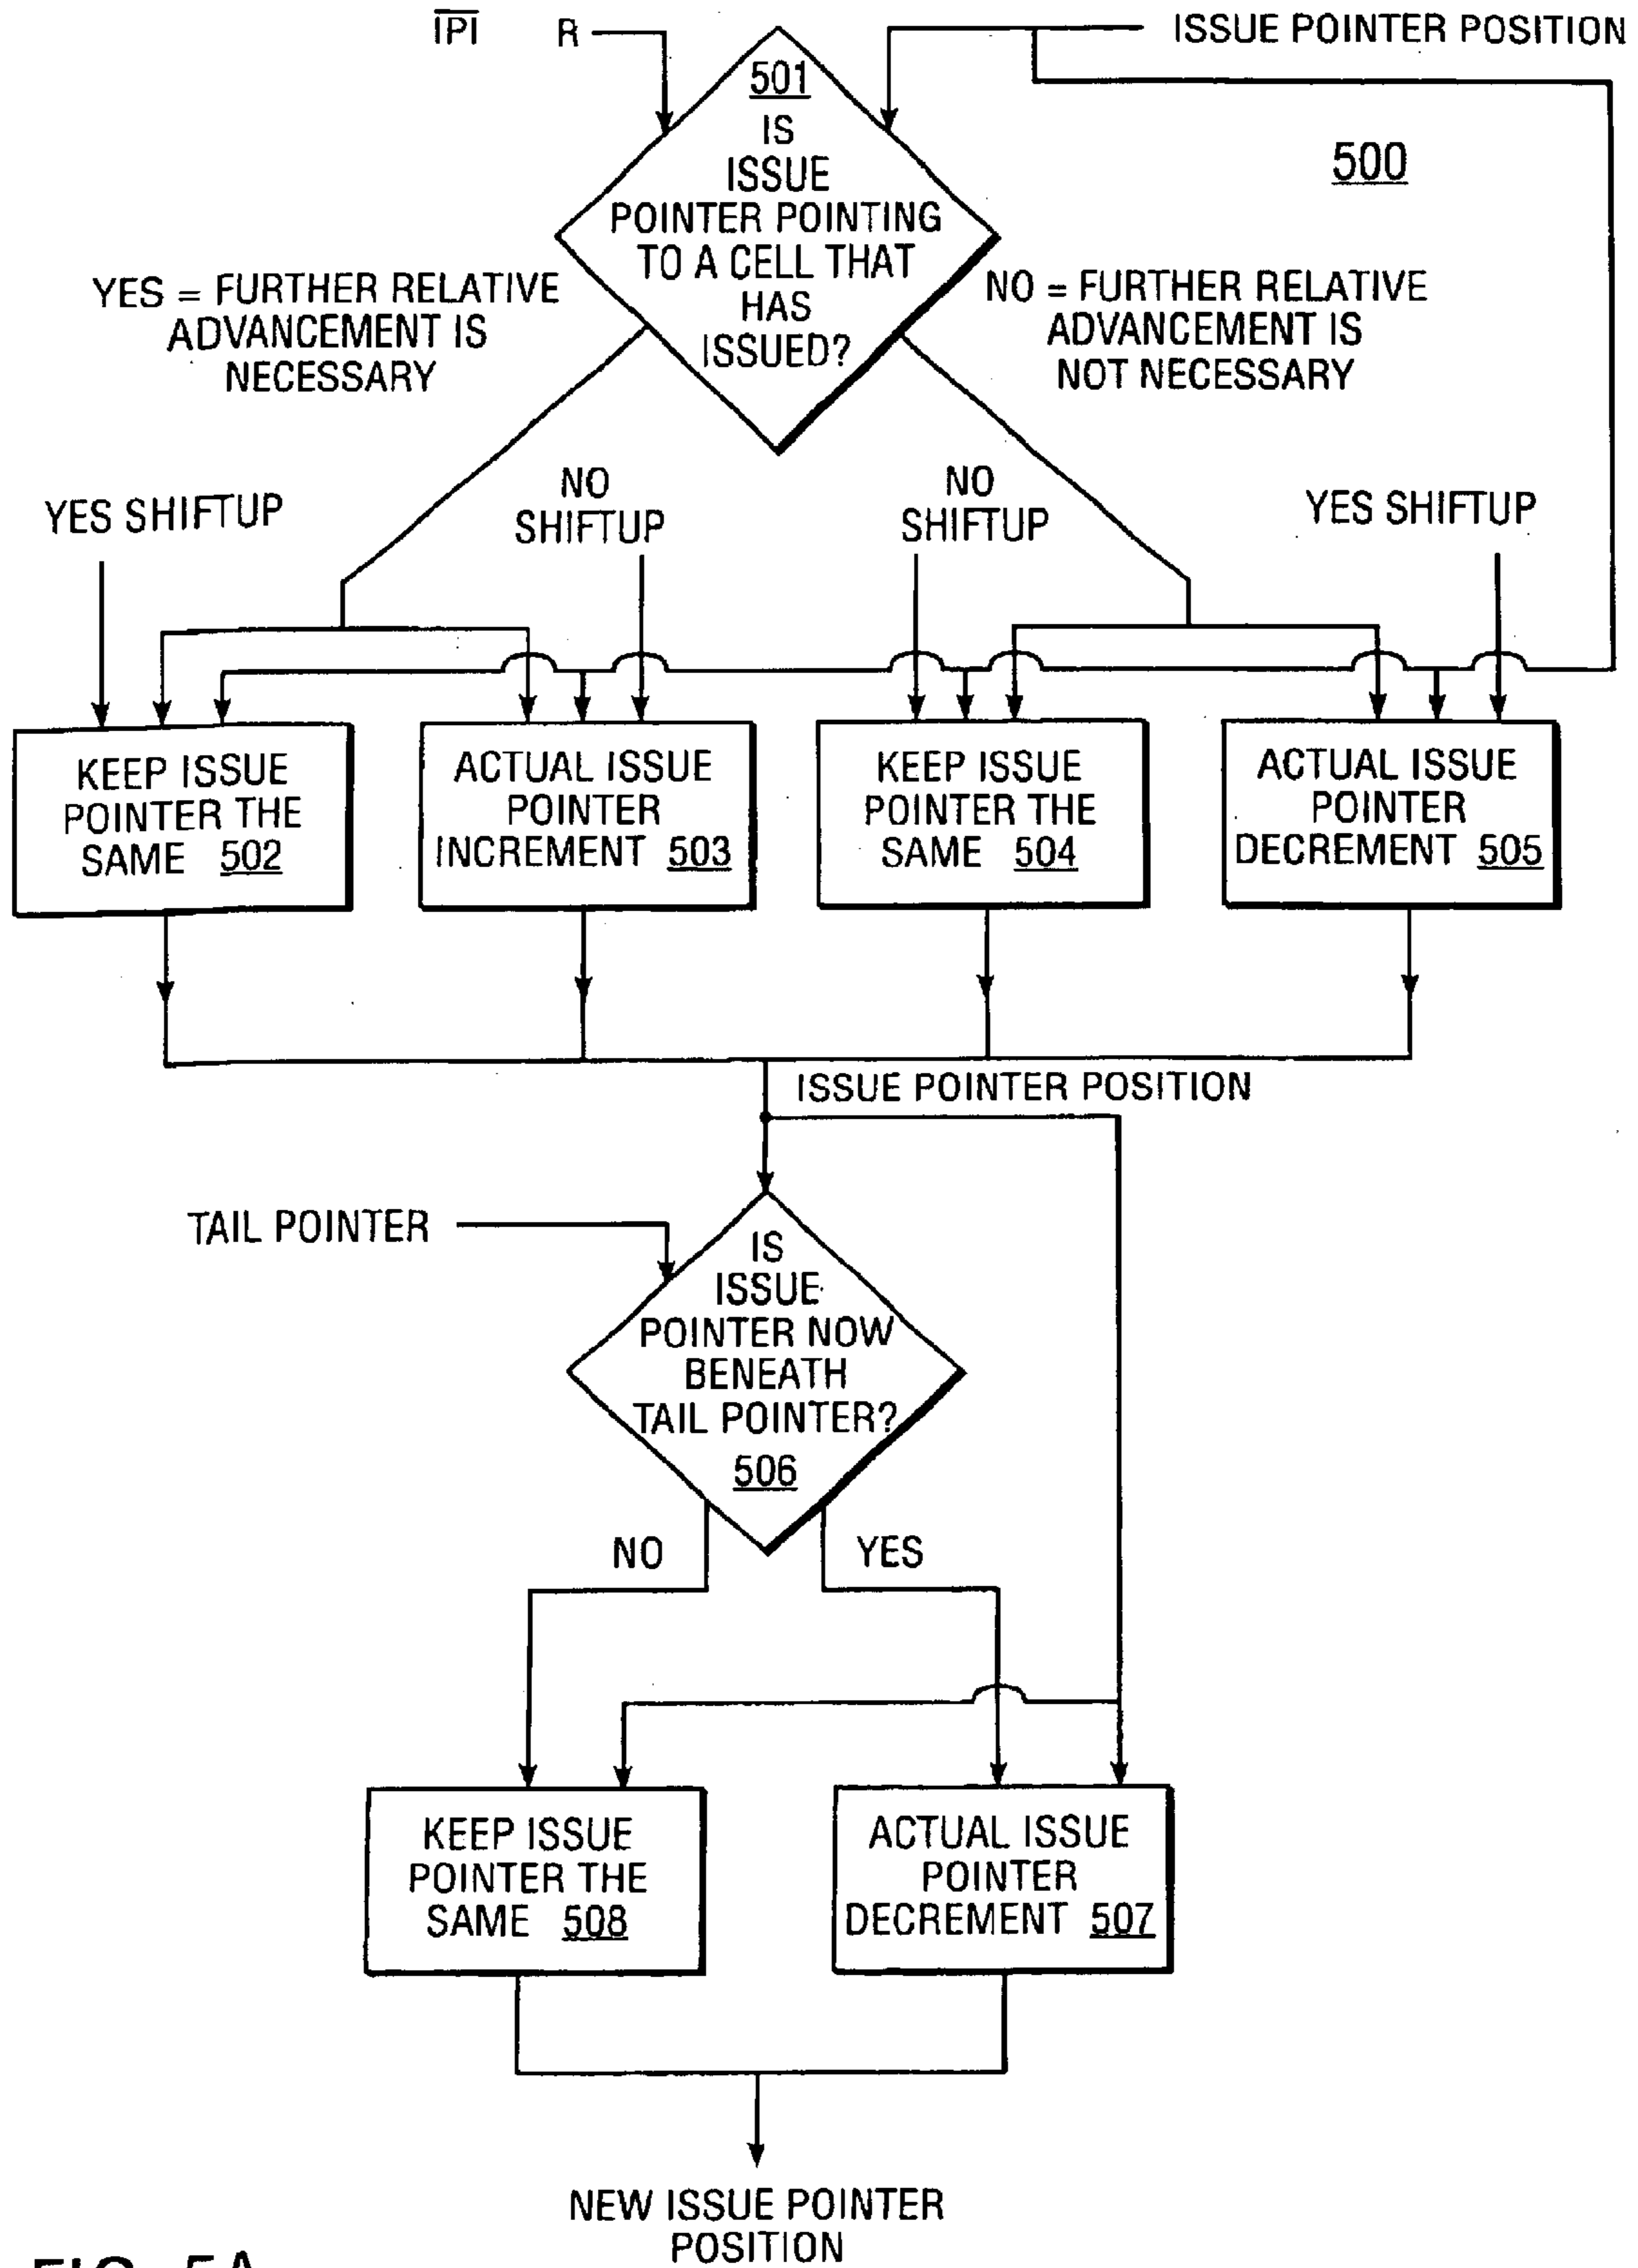 IPI R ISSUE POINTER POSITION
501
IS
ISSUE
POINTER POINTING
TO A CELL THAT
HAS
ISSUED?
500
YES = FURTHER RELATIVE
ADVANCEMENT IS
NECESSARY
NO = FURTHER RELATIVE
ADVANCEMENT IS
NOT NECESSARY
YES SHIFTUP
NO
SHIFTUP
NO
SHIFTUP
YES SHIFTUP
KEEP ISSUE
POINTER THE
SAME 502
ACTUAL ISSUE
POINTER
INCREMENT 503
KEEP ISSUE
POINTER THE
SAME 504
ACTUAL ISSUE
POINTER
DECREMENT 505
ISSUE POINTER POSITION
TAIL POINTER
IS
ISSUE
POINTER NOW
BENEATH
TAIL POINTER?
506
NO
YES
KEEP ISSUE
POINTER THE
SAME 508
ACTUAL ISSUE
POINTER
DECREMENT 507
NEW ISSUE POINTER
POSITION
FIG. 5A